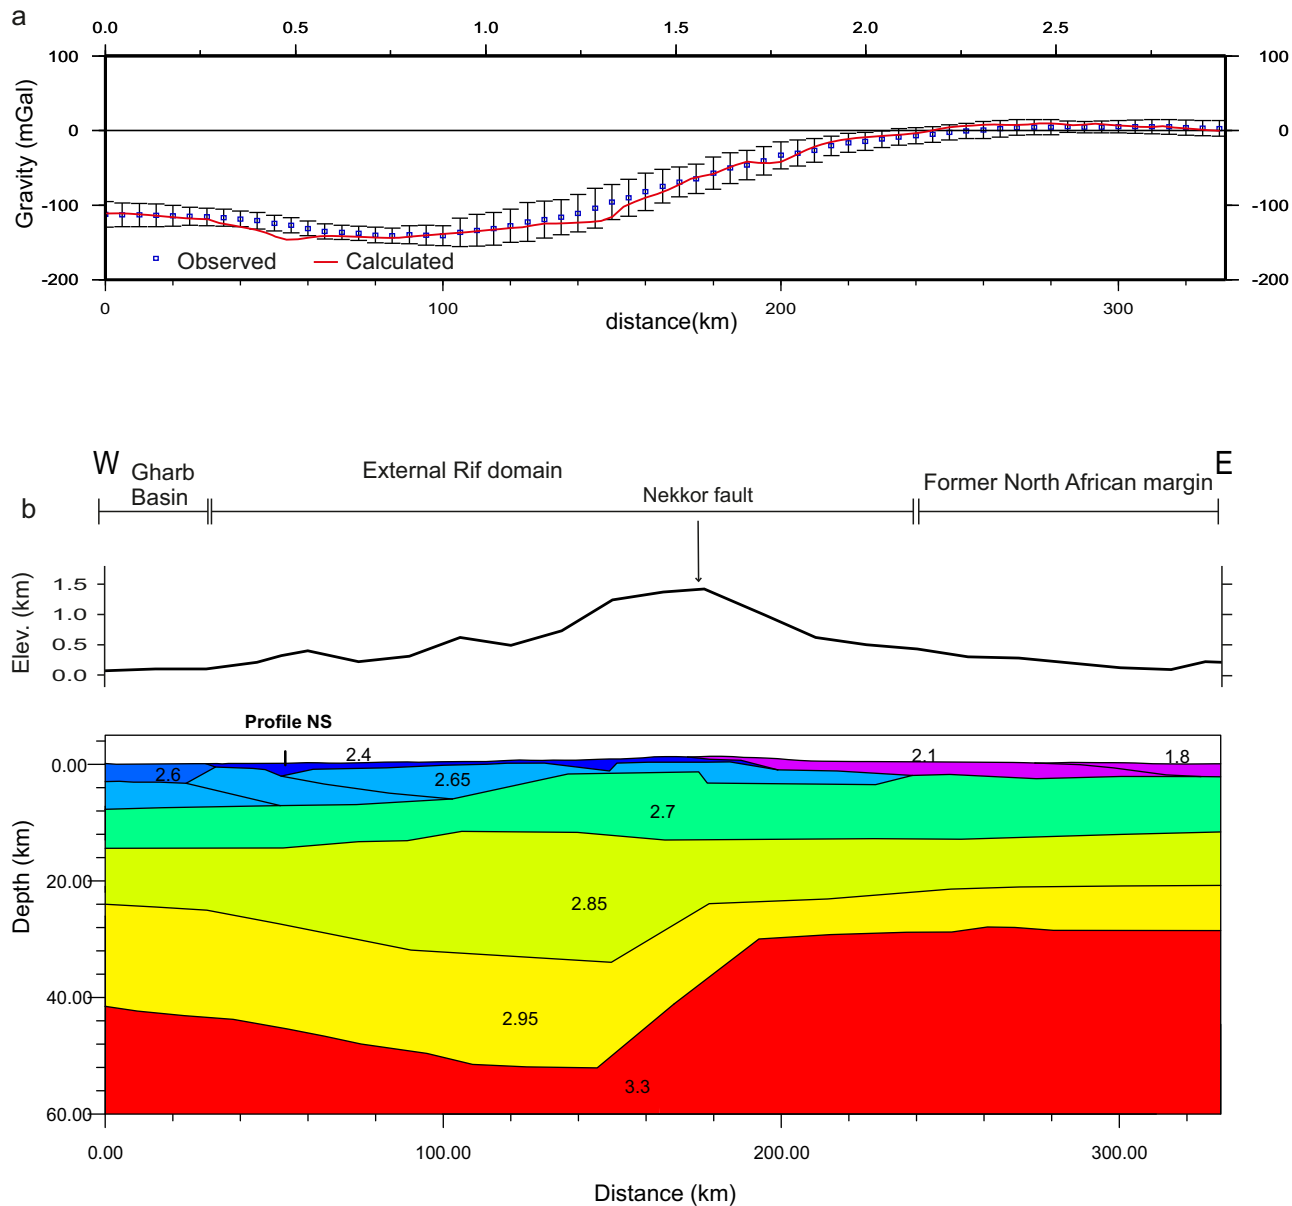 a
0.0 0.5 1.0 1.5 2.0 2.5
100 100
0 0
-100 -100
-200 -200
Gravity (mGal)
Observed Calculated
0 100 200 300
distance(km)
W E
Gharb
Basin
External Rif domain
Former North African margin
Nekkor fault
b
Elev. (km)
1.5
1.0
0.5
0.0
Profile NS
2.4 2.1 1.8
0.00
2.6 2.65
2.7
20.00
2.85
Depth (km)
40.00
2.95
3.3
60.00
0.00 100.00 200.00 300.00
Distance (km)